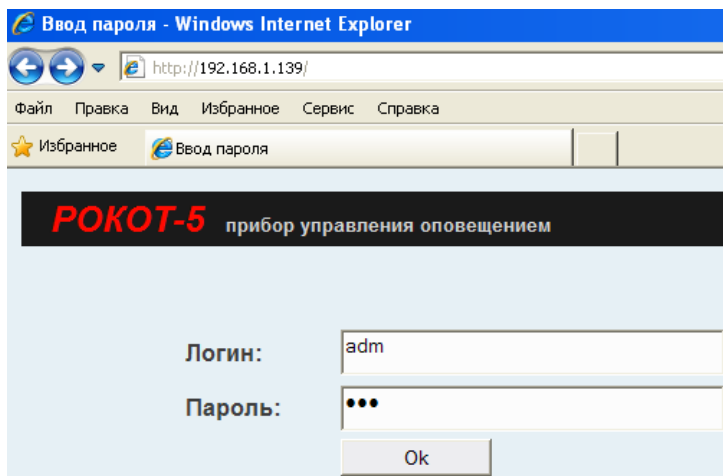 Ввод пароля - Windows Internet Explorer
http://192.168.1.139/
Файл Правка Вид Избранное Сервис Справка
Избранное Ввод пароля
РОКОТ-5 прибор управления оповещением
Логин: adm
Пароль: •••
Ok